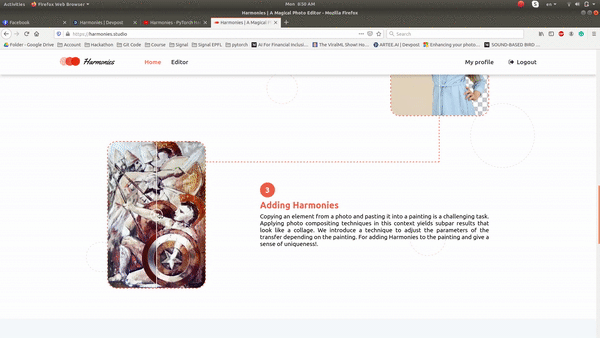 Activities
Firefox Web Browser
Mon 4:50 AM
Harmonies | A Magical Photo Editor - Mozilla Firefox
en
Facebook
Harmonies | Devpost
Harmonies - PyTorch Ha
Harmonies | A Magical P
https://harmonies.studio
Search
Folder - Google Drive
Account
Hackathon
Git Code
Course
Signal
Signal EPFL
pytorch
AI For Financial Inclusi...
The ViralML Show! Ho...
ARTEE.AI | Devpost
Enhancing your photo...
SOUND-BASED BIRD ...
Harmonies
Home
Editor
My profile
Logout
3
Adding Harmonies
Copying an element from a photo and pasting it into a painting is a challenging task.
Applying photo compositing techniques in this context yields subpar results that
look like a collage. We introduce a technique to adjust the parameters of the
transfer depending on the painting. For adding Harmonies to the painting and give a
sense of uniqueness!.